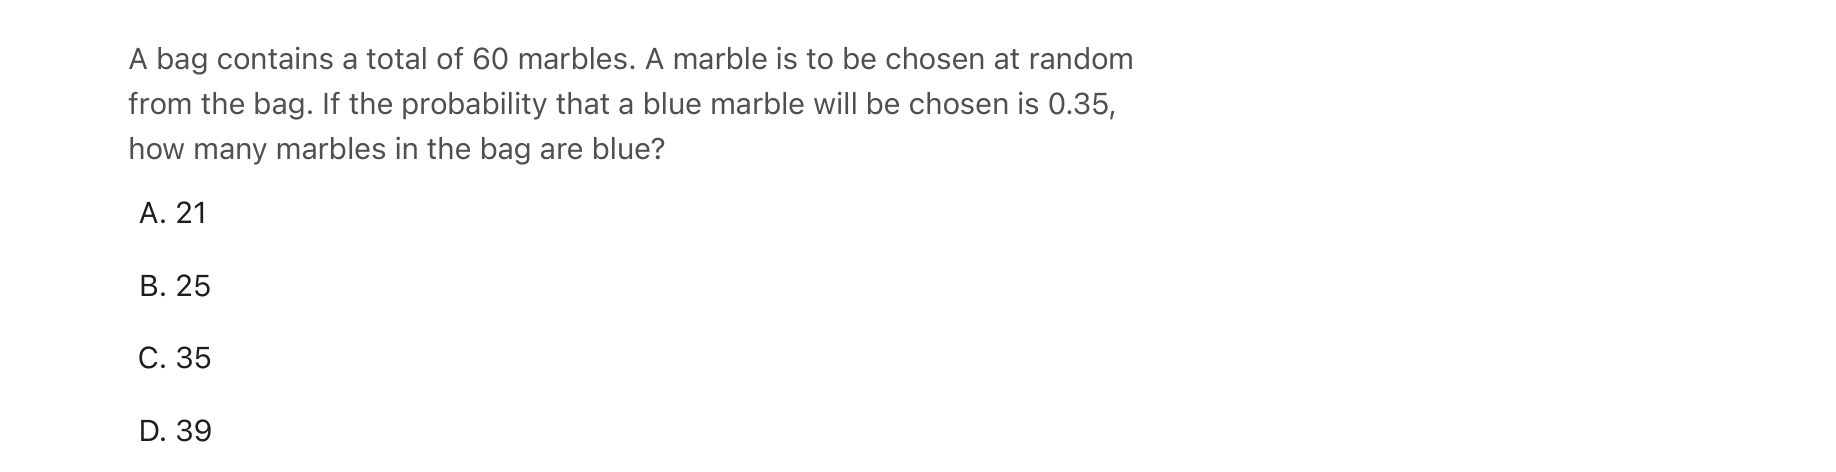 A bag contains a total of 60 marbles. A marble is to be chosen at random
from the bag. If the probability that a blue marble will be chosen is 0.35,
how many marbles in the bag are blue?
A. 21
B. 25
C. 35
D. 39